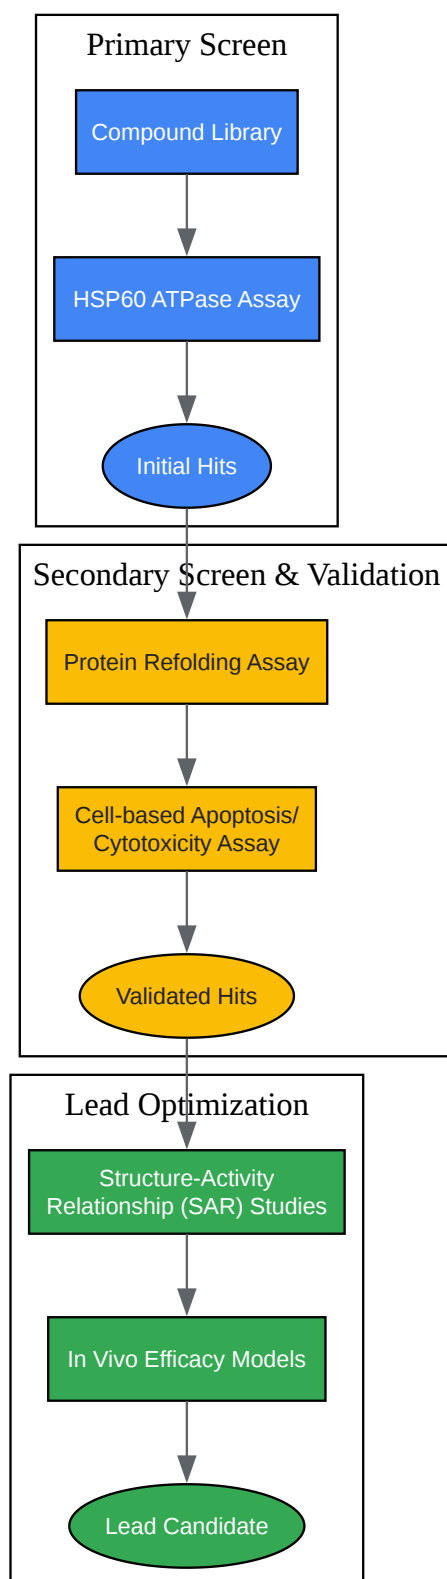 Primary Screen
Compound Library
HSP60 ATPase Assay
Initial Hits
Secondary Screen & Validation
Protein Refolding Assay
Cell-based Apoptosis/
Cytotoxicity Assay
Validated Hits
Lead Optimization
Structure-Activity
Relationship (SAR) Studies
In Vivo Efficacy Models
Lead Candidate